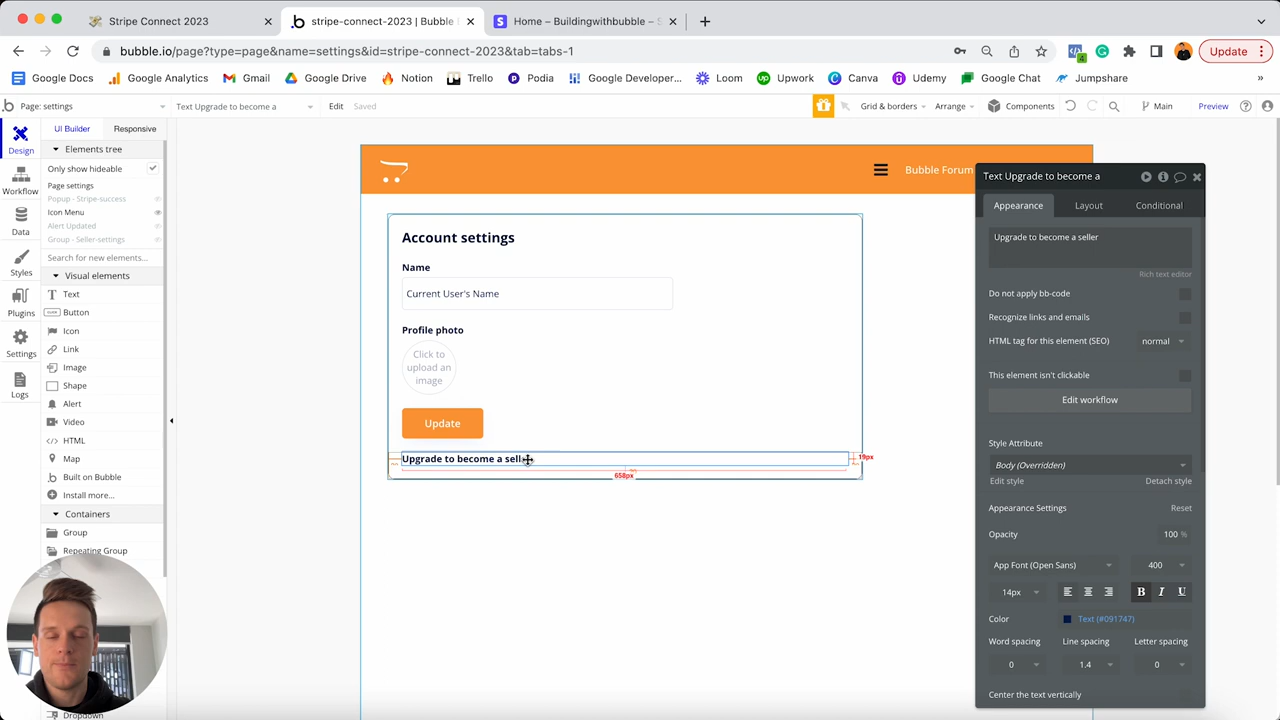 Stripe Connect 2023
stripe-connect-2023 | Bubble
Home – Buildingwithbubble – S
bubble.io/page?type=page&name=settings&id=stripe-connect-2023&tab=tabs-1
4
Update
Google Docs
Google Analytics
Gmail
Google Drive
Notion
Trello
Podia
Google Developer...
Loom
Upwork
Canva
Udemy
Google Chat
Jumpshare
»
Page: settings
Text Upgrade to become a
Edit
Saved
Grid & borders
Arrange
Components
Main
Preview
Design
Workflow
Data
Styles
Plugins
Settings
Logs
UI Builder
Responsive
Elements tree
Only show hideable
Page settings
Popup - Stripe-success
Icon Menu
Alert Updated
Group - Seller-settings
Search for new elements...
Visual elements
Text
Button
Icon
Link
Image
Shape
Alert
Video
HTML
Map
Built on Bubble
Install more...
Containers
Group
Repeating Group
Dropdown
Bubble Forum
Account settings
Name
Current User's Name
Profile photo
Click to
upload an
image
Update
Upgrade to become a sell
19px
658px
Text Upgrade to become a
Appearance
Layout
Conditional
Upgrade to become a seller
Rich text editor
Do not apply bb-code
Recognize links and emails
HTML tag for this element (SEO)
normal
This element isn't clickable
Edit workflow
Style Attribute
Body (Overridden)
Edit style
Detach style
Appearance Settings
Reset
Opacity
100 %
App Font (Open Sans)
400
14px
B
I
U
Color
Text (#091747)
Word spacing
Line spacing
Letter spacing
0
1.4
0
Center the text vertically